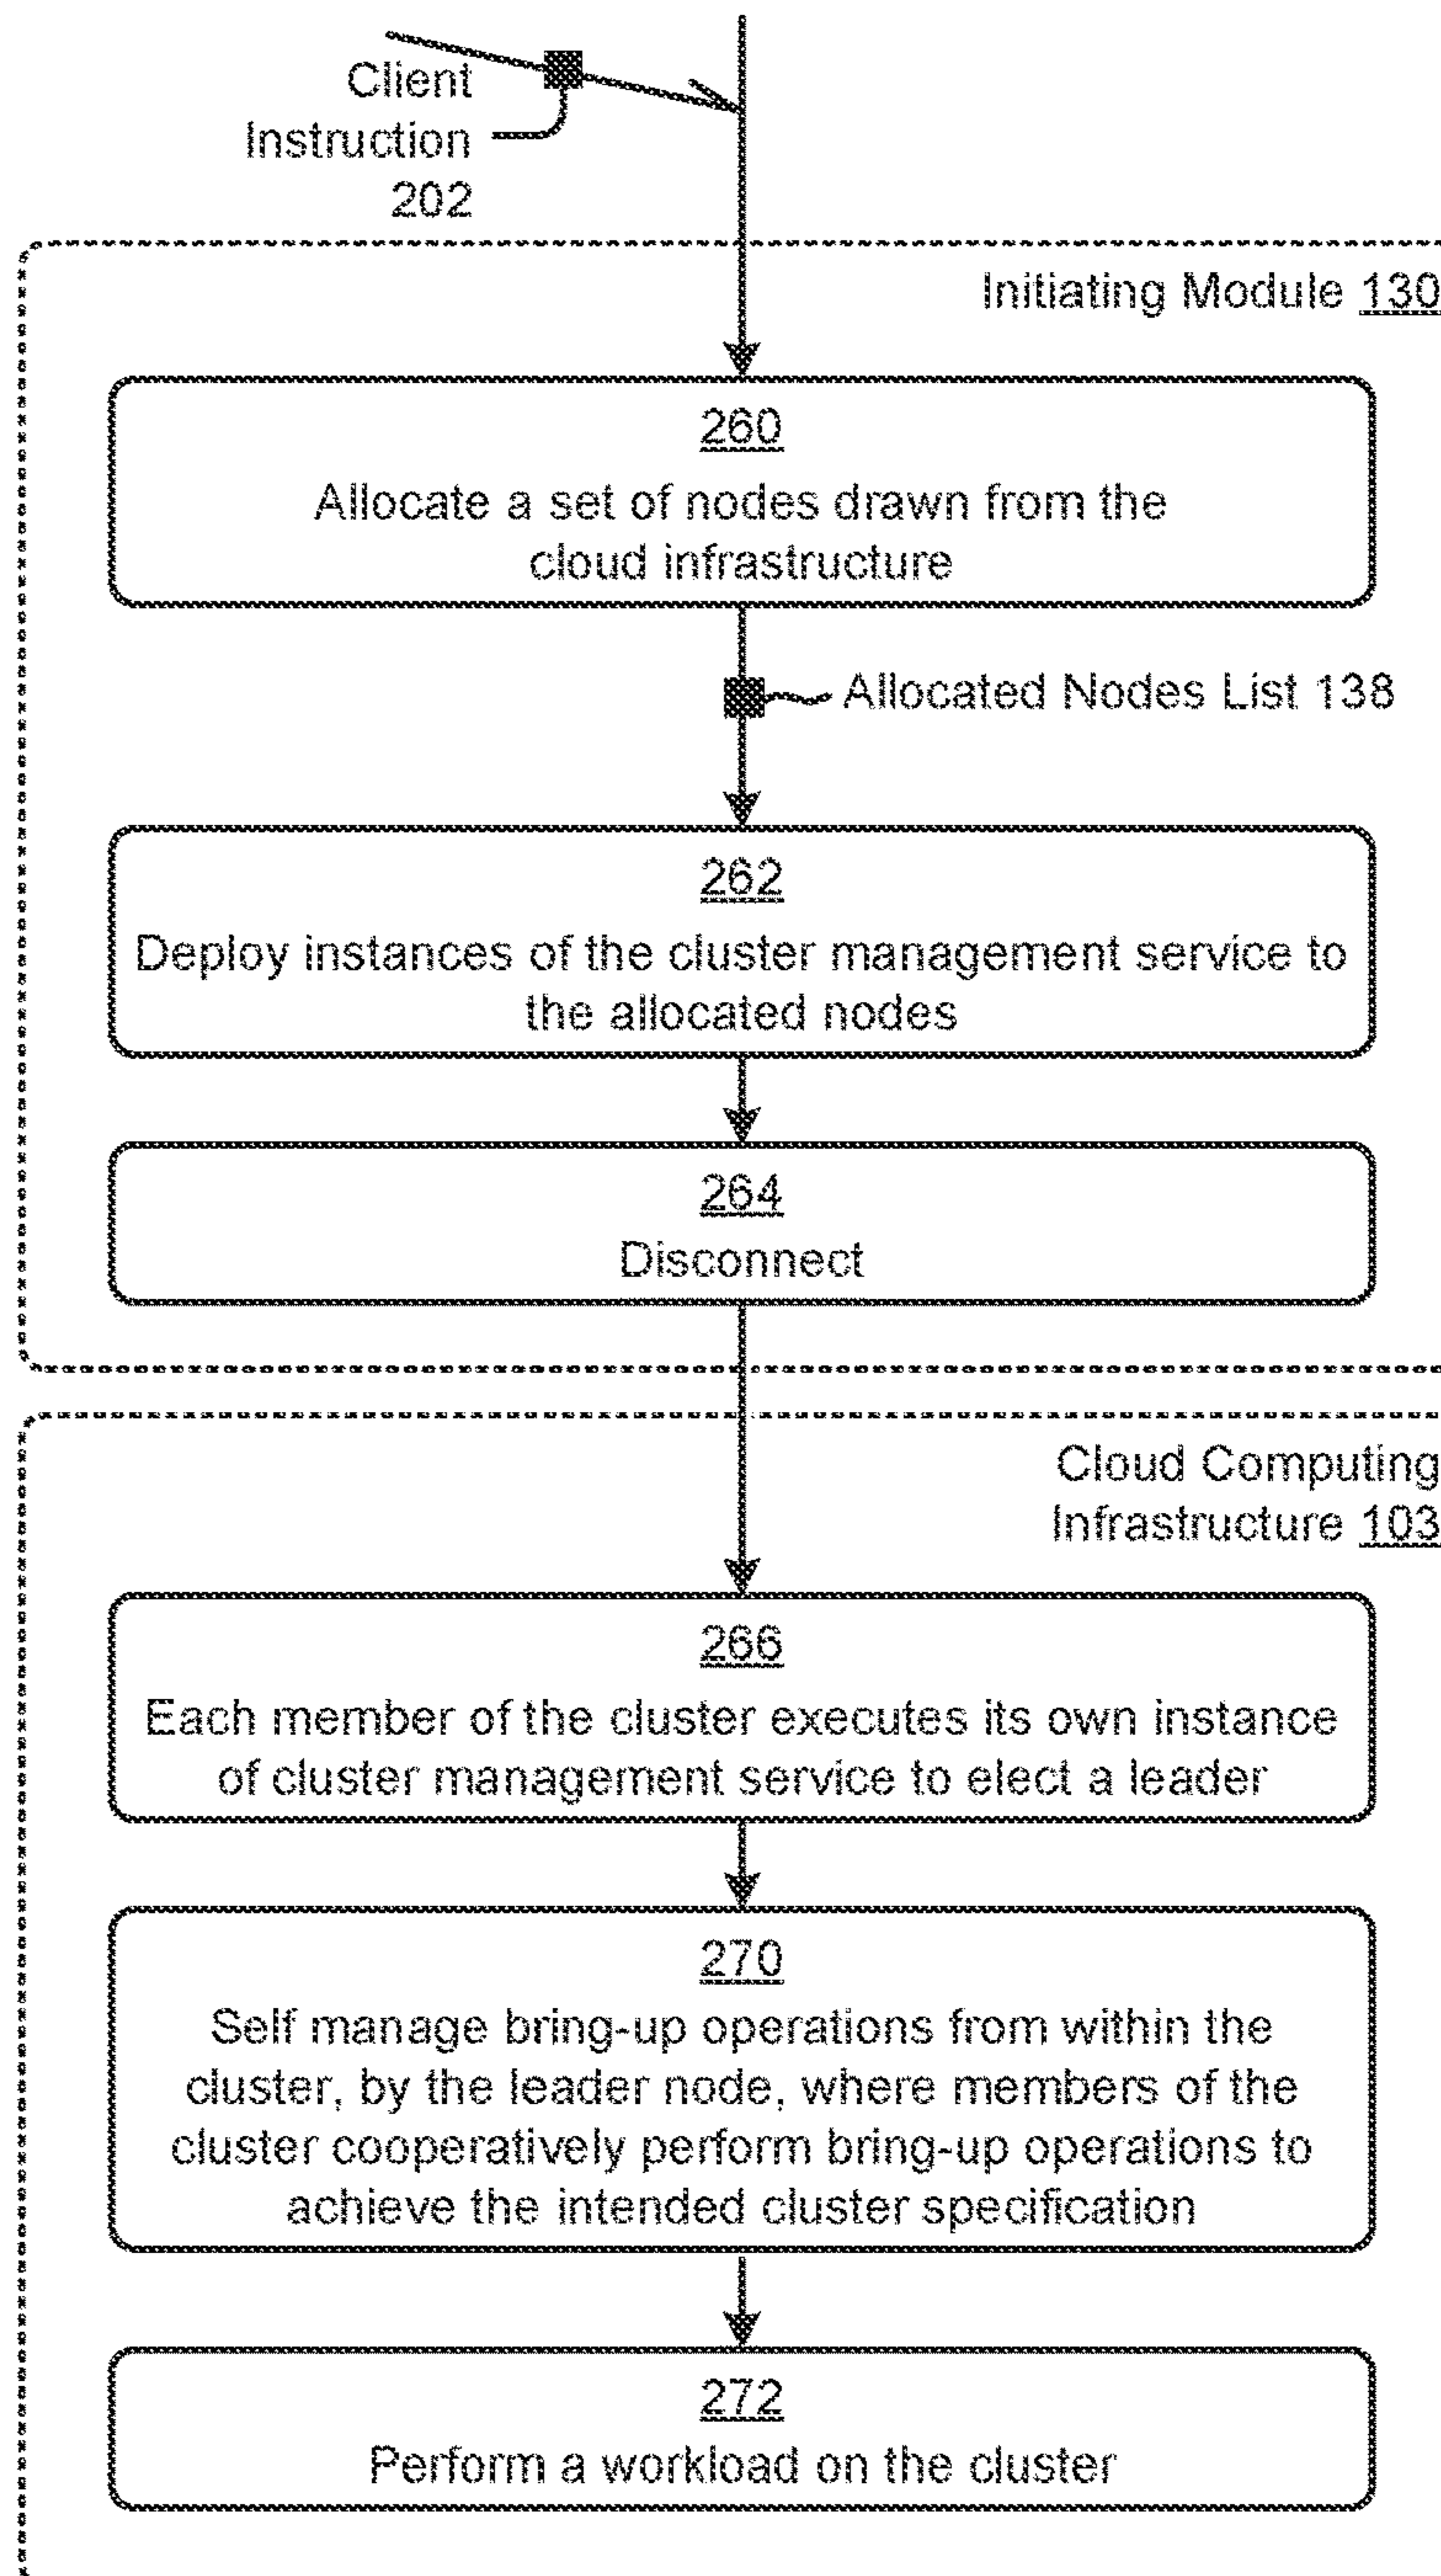 Client
Instruction
202
Initiating Module 130
260
Allocate a set of nodes drawn from the
cloud infrastructure
Allocated Nodes List 138
262
Deploy instances of the cluster management service to
the allocated nodes
264
Disconnect
Cloud Computing
Infrastructure 103
266
Each member of the cluster executes its own instance
of cluster management service to elect a leader
270
Self manage bring-up operations from within the
cluster, by the leader node, where members of the
cluster cooperatively perform bring-up operations to
achieve the intended cluster specification
272
Perform a workload on the cluster